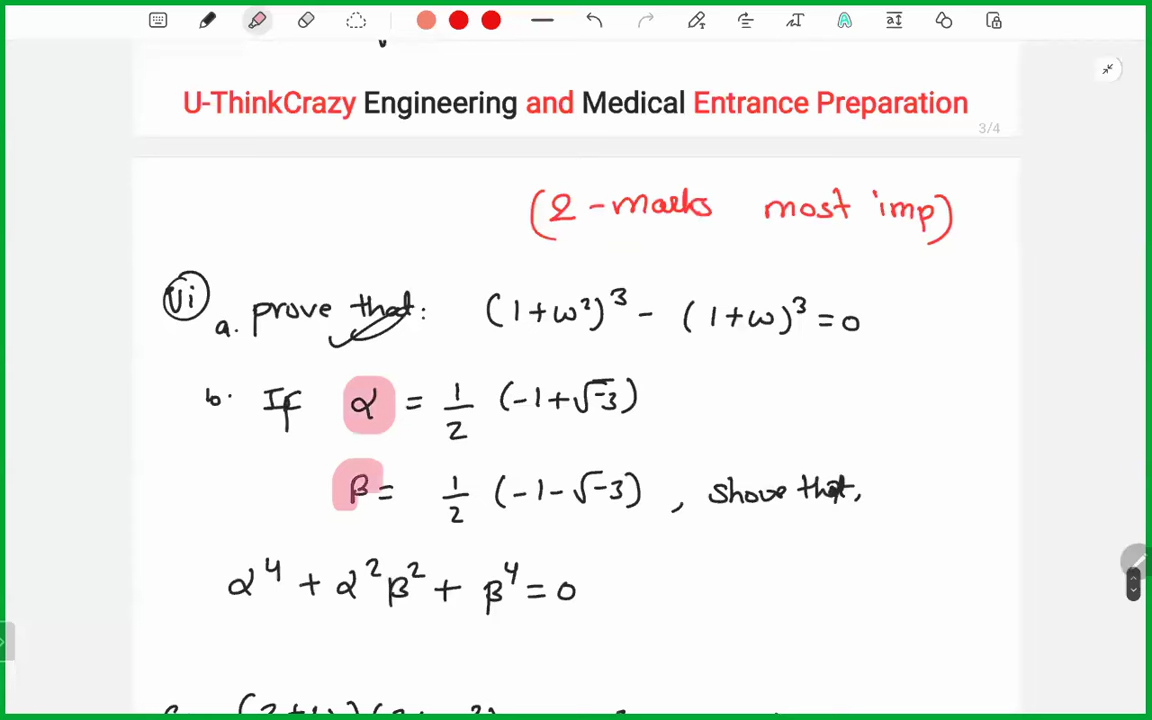 U-ThinkCrazy Engineering and Medical Entrance Preparation
3/4
(2-marks most imp)
vi
a. prove that: (1+ω²)³ - (1+ω)³ = 0
b. If α = 1/2 (-1+√-3)
β = 1/2 (-1-√-3), show that,
α⁴ + α²β² + β⁴ = 0